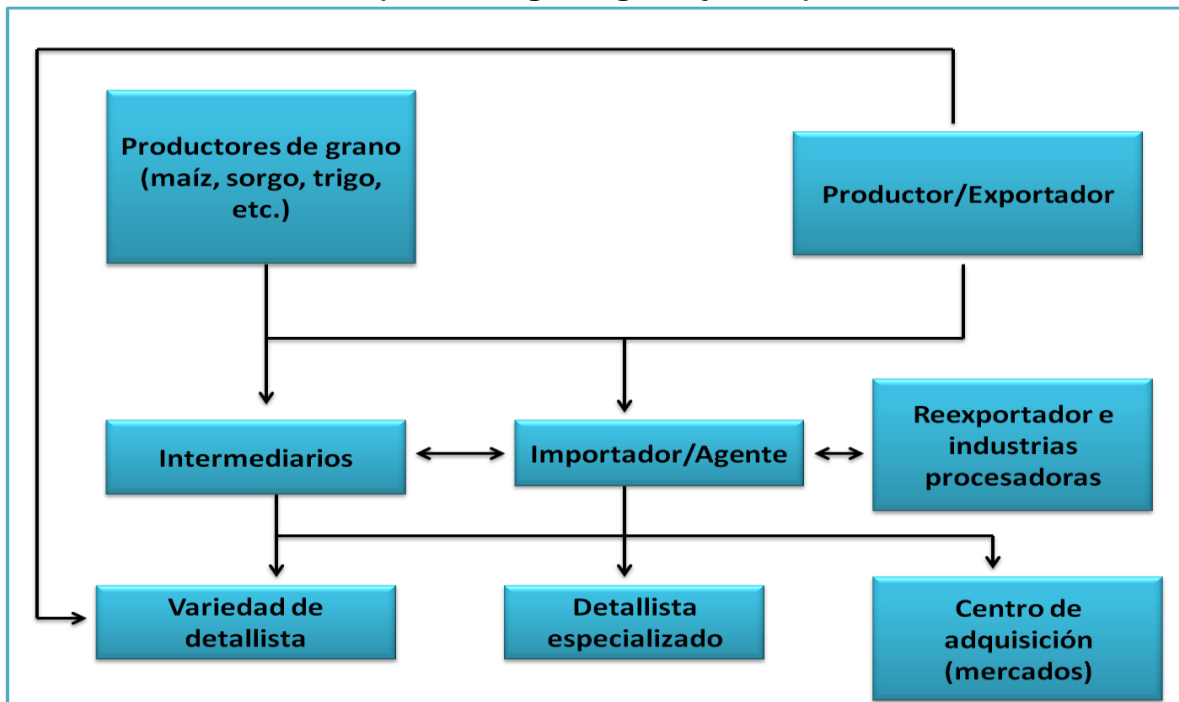 Productores de grano
(maíz, sorgo, trigo,
etc.)
Productor/Exportador
Intermediarios
Importador/Agente
Reexportador e
industrias
procesadoras
Variedad de
detallista
Detallista
especializado
Centro de
adquisición
(mercados)